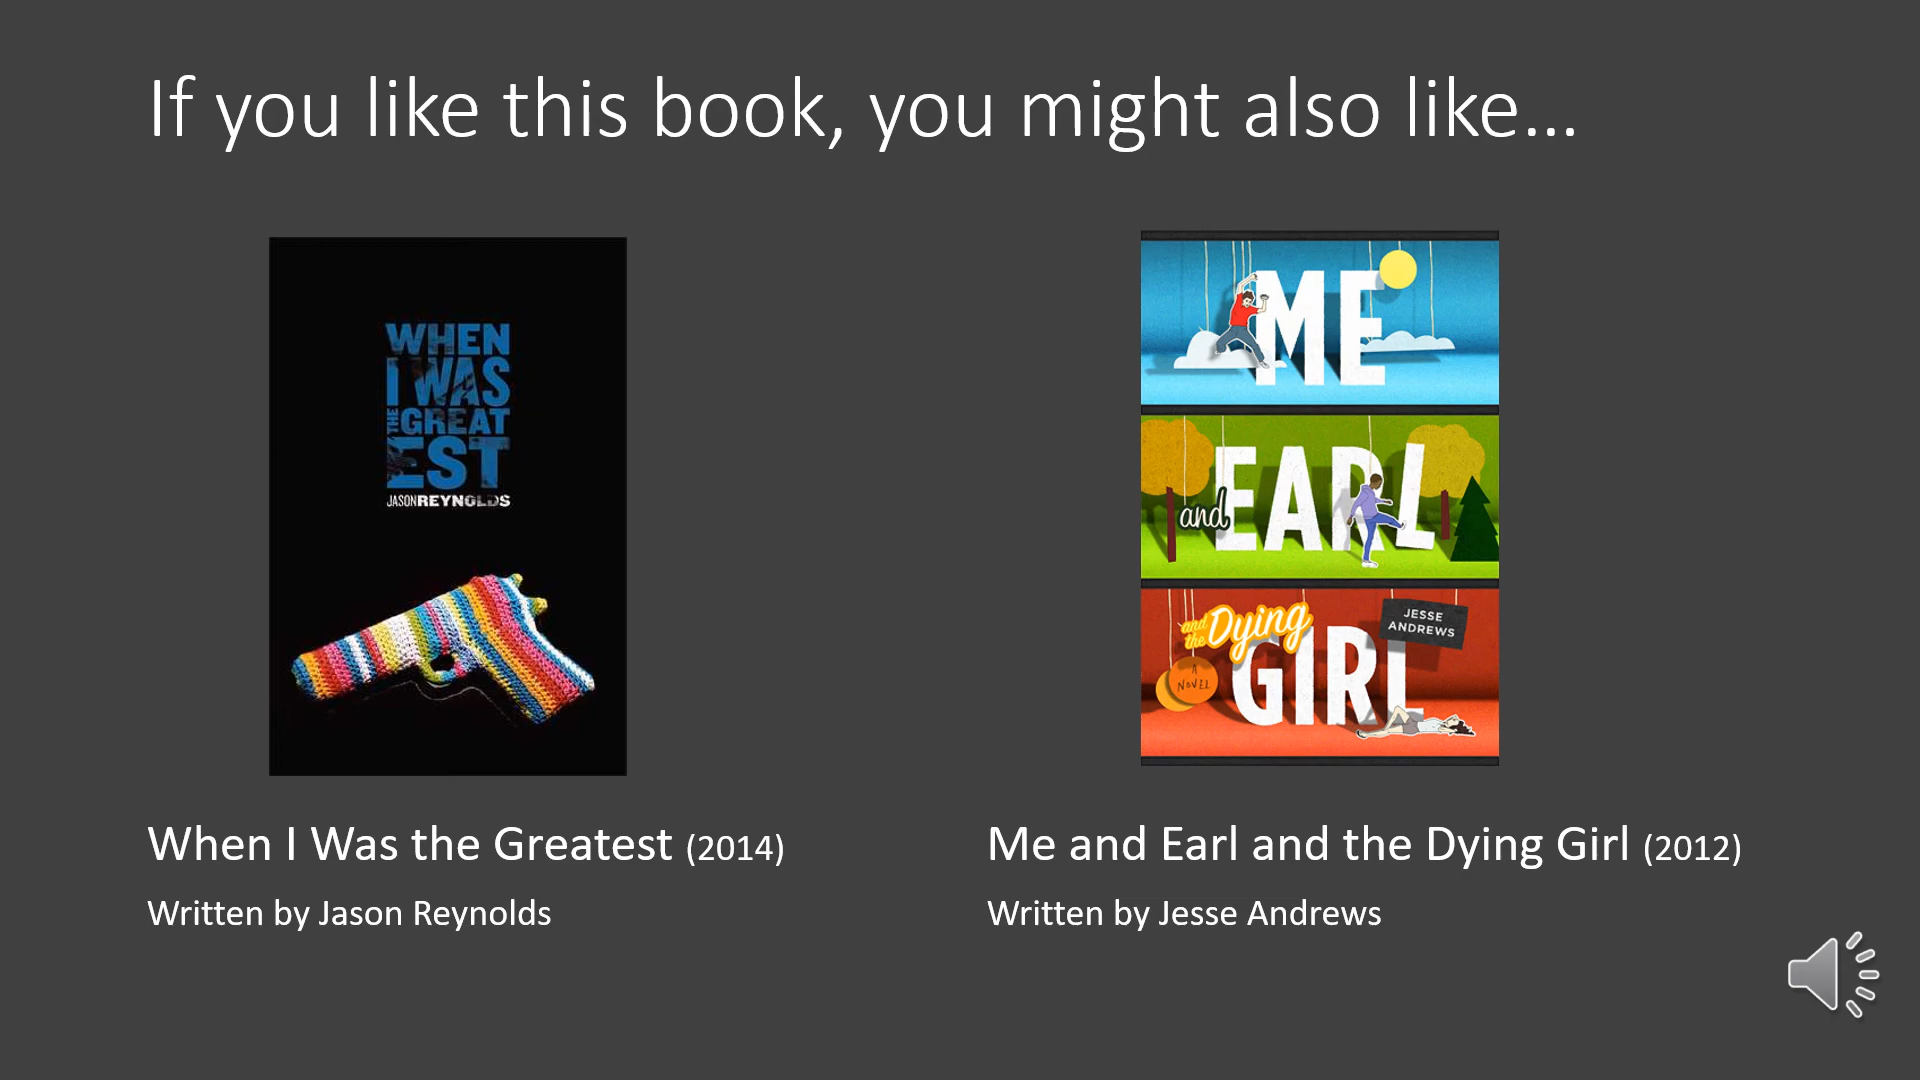 If you like this book, you might also like...
WHEN
I WAS
THE GREAT
EST
JASON REYNOLDS
ME
and EARL
and the Dying
GIRL
A NOVEL
JESSE
ANDREWS
When I Was the Greatest (2014)
Written by Jason Reynolds
Me and Earl and the Dying Girl (2012)
Written by Jesse Andrews